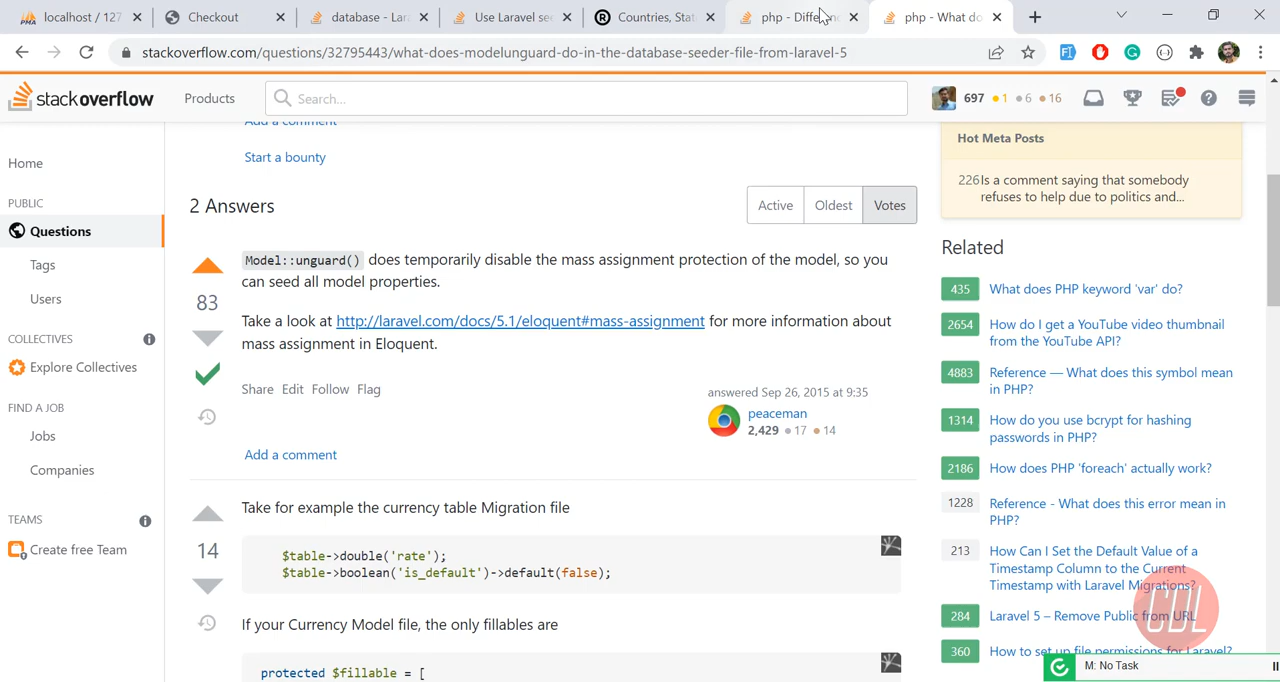 localhost / 127
Checkout
database - Lar
Use Laravel see
Countries, Stat
php - Differenc
php - What do
stackoverflow.com/questions/32795443/what-does-modelunguard-do-in-the-database-seeder-file-from-laravel-5
stackoverflow
Products
Search...
697 1 6 16
Add a comment
Start a bounty
Home
PUBLIC
Questions
Tags
Users
COLLECTIVES
Explore Collectives
FIND A JOB
Jobs
Companies
TEAMS
Create free Team
2 Answers
Active Oldest Votes
Model::unguard() does temporarily disable the mass assignment protection of the model, so you
can seed all model properties.
83
Take a look at http://laravel.com/docs/5.1/eloquent#mass-assignment for more information about
mass assignment in Eloquent.
Share Edit Follow Flag
answered Sep 26, 2015 at 9:35
peaceman
2,429 17 14
Add a comment
Take for example the currency table Migration file
14
$table->double('rate');
$table->boolean('is_default')->default(false);
If your Currency Model file, the only fillables are
protected $fillable = [
Hot Meta Posts
226 Is a comment saying that somebody
refuses to help due to politics and...
Related
435 What does PHP keyword 'var' do?
2654 How do I get a YouTube video thumbnail
from the YouTube API?
4883 Reference — What does this symbol mean
in PHP?
1314 How do you use bcrypt for hashing
passwords in PHP?
2186 How does PHP 'foreach' actually work?
1228 Reference - What does this error mean in
PHP?
213 How Can I Set the Default Value of a
Timestamp Column to the Current
Timestamp with Laravel Migrations?
284 Laravel 5 – Remove Public from URL
360 How to set up file permissions for Laravel?
CDL
M: No Task